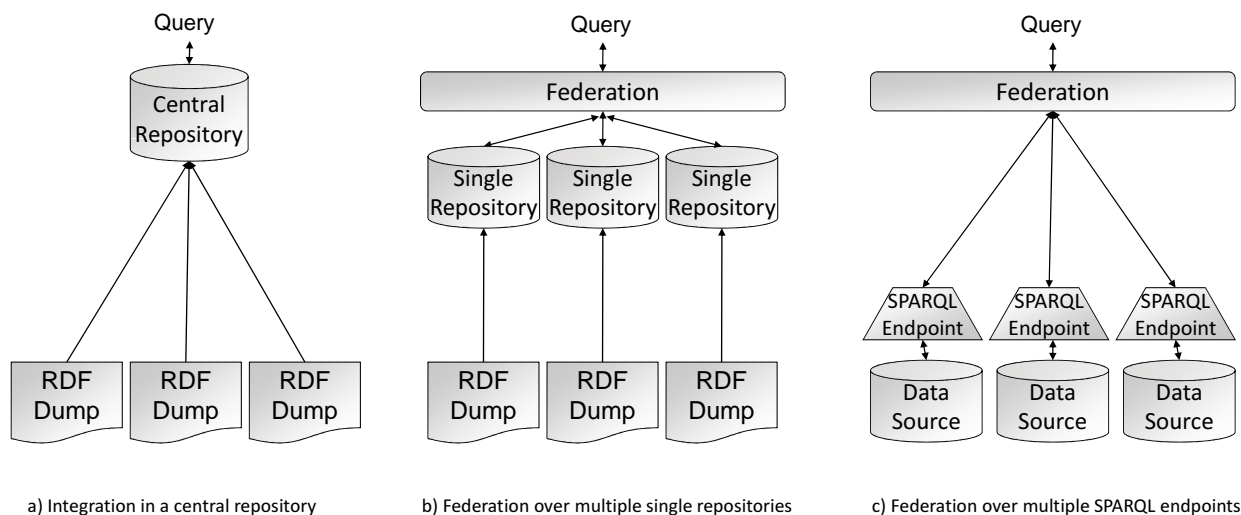 Query
Central
Repository
RDF
Dump
RDF
Dump
RDF
Dump
a) Integration in a central repository
Query
Federation
Single
Repository
Single
Repository
Single
Repository
RDF
Dump
RDF
Dump
RDF
Dump
b) Federation over multiple single repositories
Query
Federation
SPARQL
Endpoint
SPARQL
Endpoint
SPARQL
Endpoint
Data
Source
Data
Source
Data
Source
c) Federation over multiple SPARQL endpoints